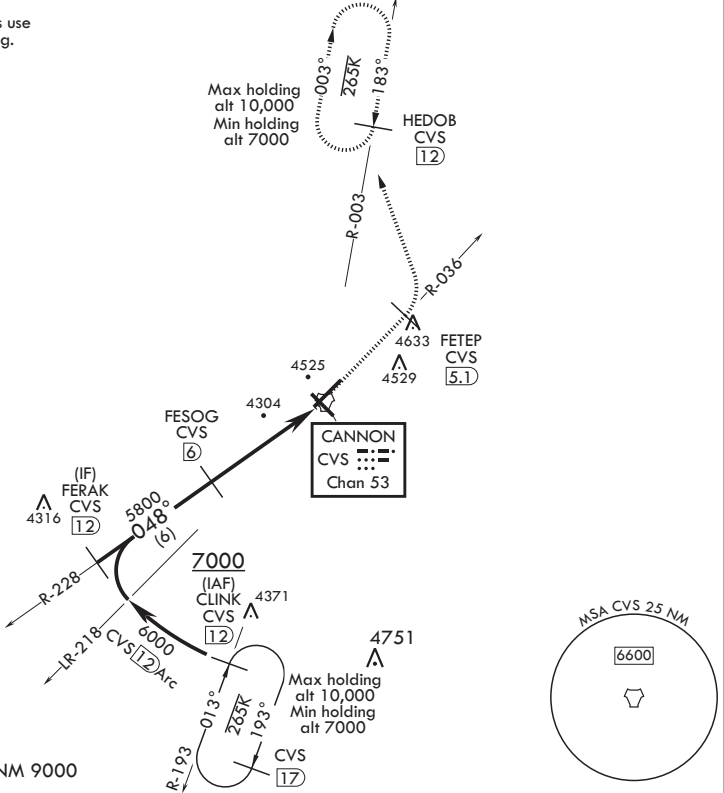 s use
g.
003°
265K
183°
Max holding
alt 10,000
Min holding
alt 7000
HEDOB
CVS
12
R-003
R-036
4633
FETEP
CVS
5.1
4529
4525
4304
FESOG
CVS
D
6
CANNON
CVS
Chan 53
(IF)
FERAK
CVS
12
4316
5800
048°
(6)
7000
(IAF)
CLINK
CVS
12
4371
R-228
LR-218
6000
CVS 12 Arc
4751
Max holding
alt 10,000
Min holding
alt 7000
013°
265K
193°
R-193
CVS
17
MSA CVS 25 NM
6600
NM 9000